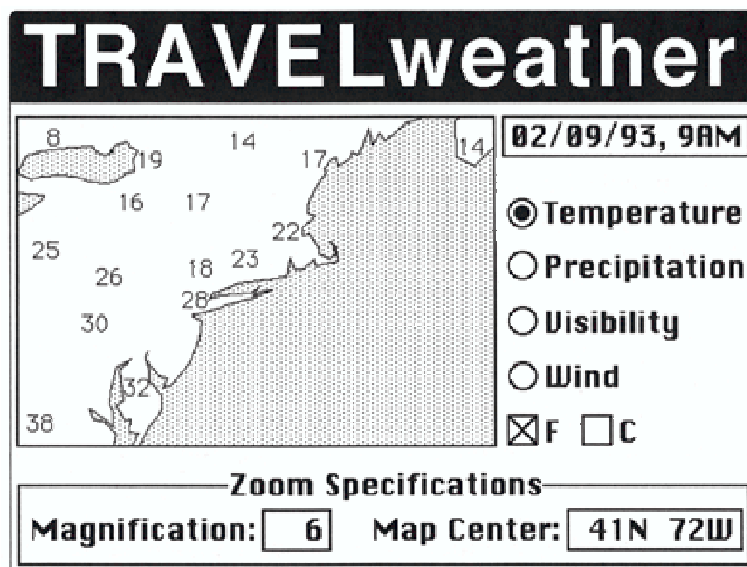 TRAVELweather
02/09/93, 9AM
8
14
19
17
14
16
17
22
25
23
18
26
28
30
32
38
Temperature
Precipitation
Visibility
Wind
F C
Zoom Specifications
Magnification: 6 Map Center: 41N 72W